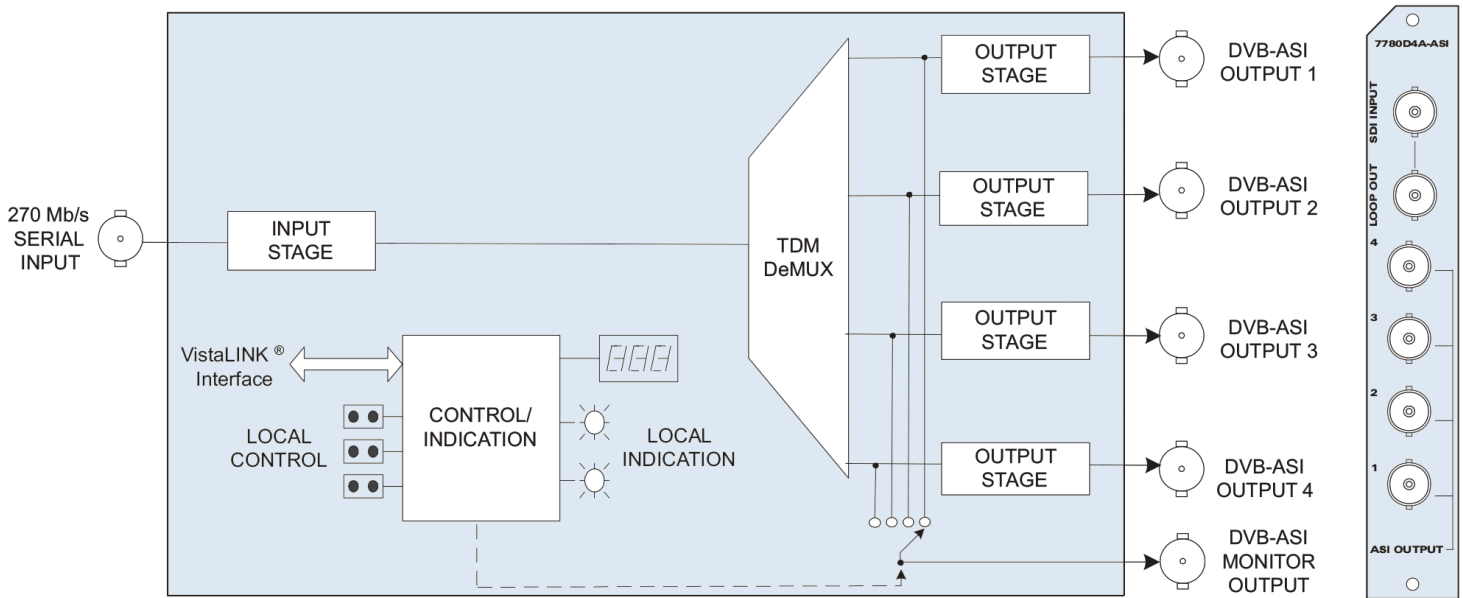 270 Mb/s
SERIAL
INPUT
INPUT
STAGE
TDM
DeMUX
OUTPUT
STAGE
DVB-ASI
OUTPUT 1
OUTPUT
STAGE
DVB-ASI
OUTPUT 2
OUTPUT
STAGE
DVB-ASI
OUTPUT 3
OUTPUT
STAGE
DVB-ASI
OUTPUT 4
DVB-ASI
MONITOR
OUTPUT
VistaLINK ®
Interface
LOCAL
CONTROL
CONTROL/
INDICATION
LOCAL
INDICATION
7780D4A-ASI
SDI INPUT
LOOP OUT
4
3
2
1
ASI OUTPUT